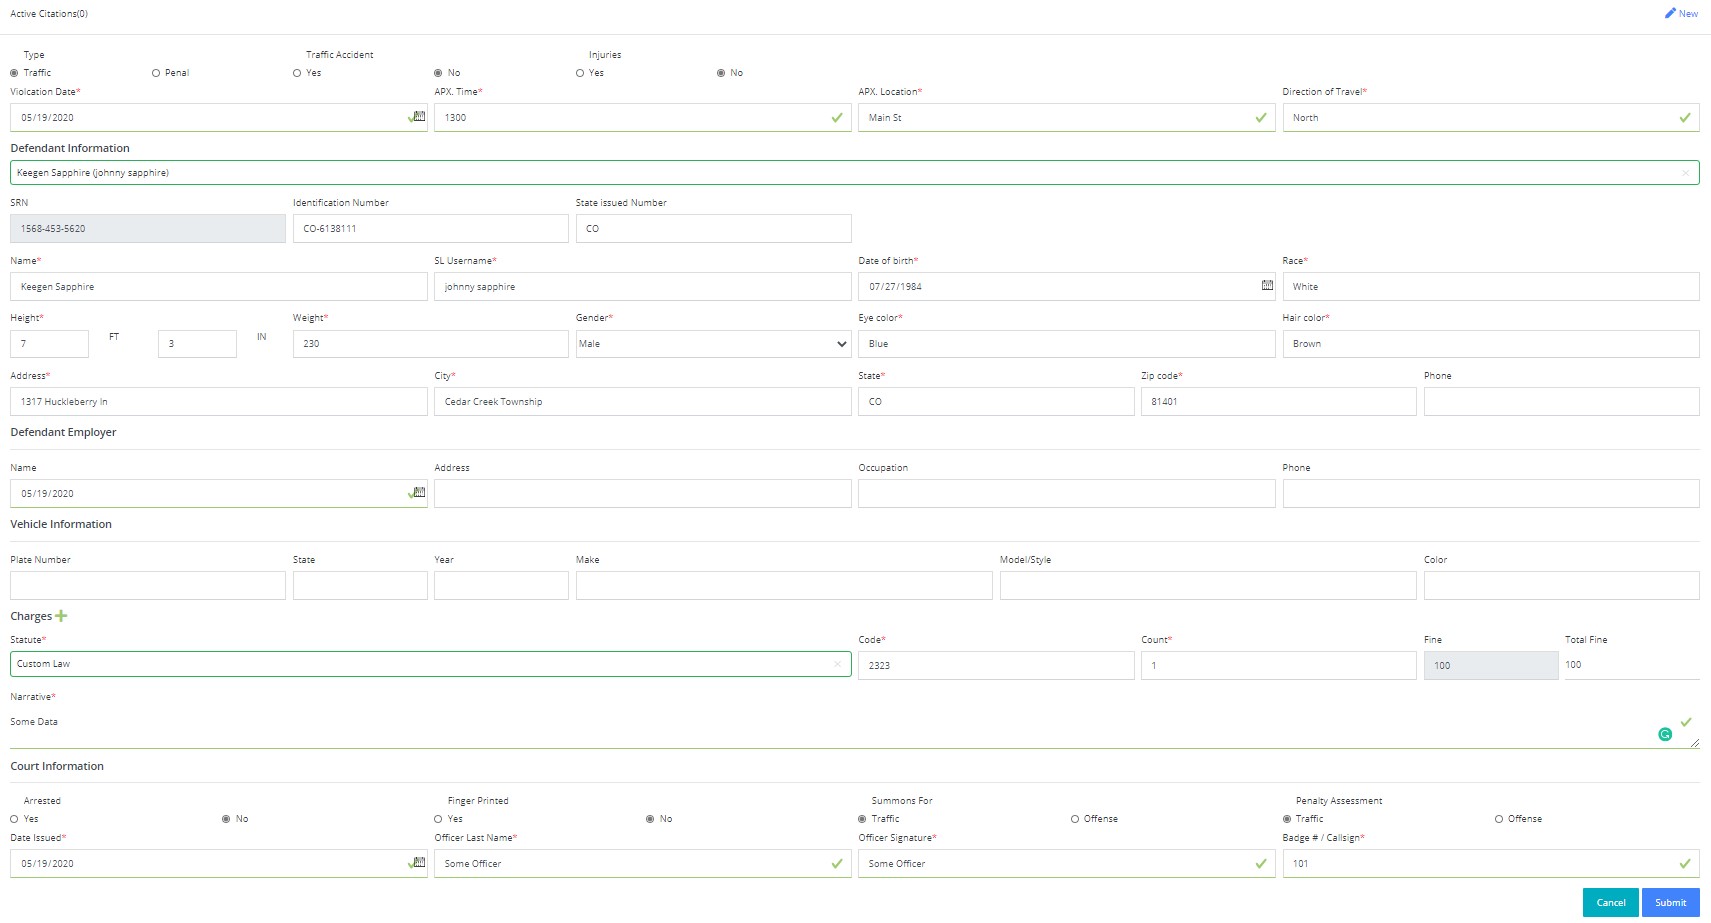 Active Citations(0) New
Type Traffic Accident Injuries
Traffic Penal Yes No Yes No
Violcation Date* APX. Time* APX. Location* Direction of Travel*
05/19/2020 1300 Main St North
Defendant Information
Keegen Sapphire (johnny sapphire) ×
SRN Identification Number State issued Number
1568-453-5620 CO-6138111 CO
Name* SL Username* Date of birth* Race*
Keegen Sapphire johnny sapphire 07/27/1984 White
Height* Weight* Gender* Eye color* Hair color*
7 FT 3 IN 230 Male Blue Brown
Address* City* State* Zip code* Phone
1317 Huckleberry ln Cedar Creek Township CO 81401
Defendant Employer
Name Address Occupation Phone
05/19/2020
Vehicle Information
Plate Number State Year Make Model/Style Color
Charges
Statute* Code* Count* Fine Total Fine
Custom Law × 2323 1 100 100
Narrative*
Some Data
Court Information
Arrested Finger Printed Summons For Penalty Assessment
Yes No Yes No Traffic Offense Traffic Offense
Date Issued* Officer Last Name* Officer Signature* Badge # / Callsign*
05/19/2020 Some Officer Some Officer 101
Cancel Submit